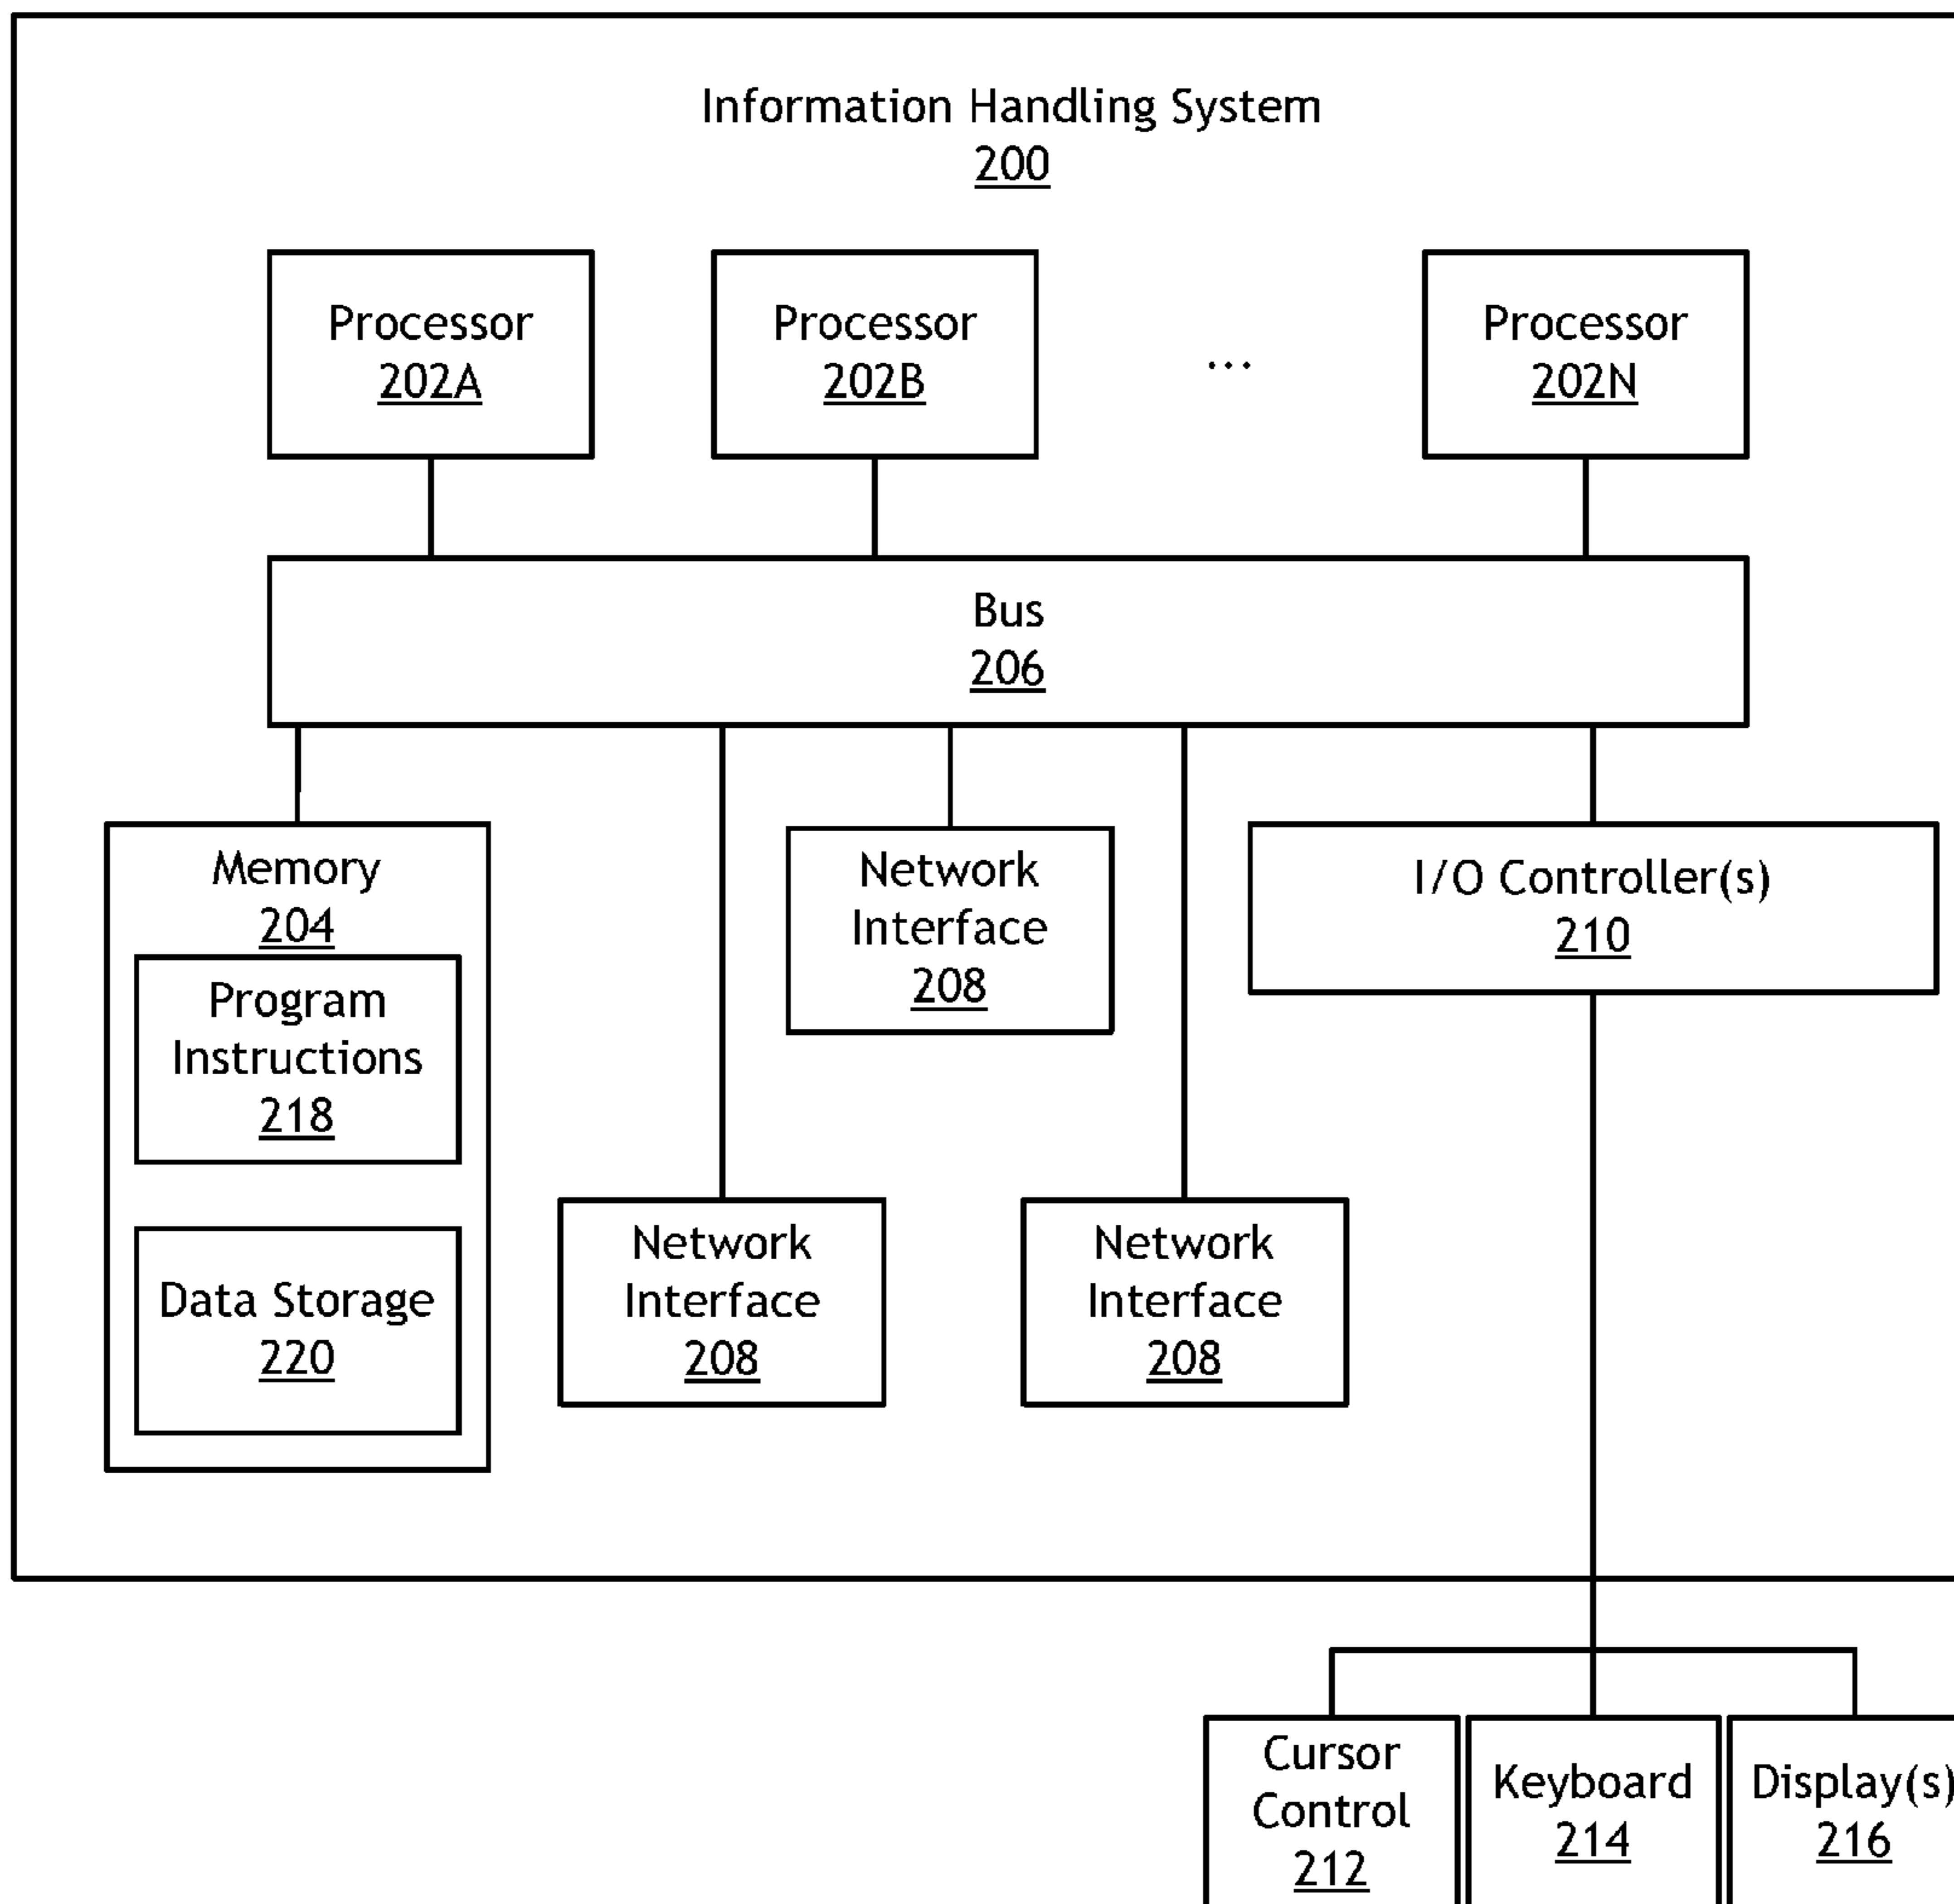 Information Handling System
200
Processor
202A
Processor
202B
...
Processor
202N
Bus
206
Memory
204
Program
Instructions
218
Data Storage
220
Network
Interface
208
Network
Interface
208
Network
Interface
208
I/O Controller(s)
210
Cursor
Control
212
Keyboard
214
Display(s)
216